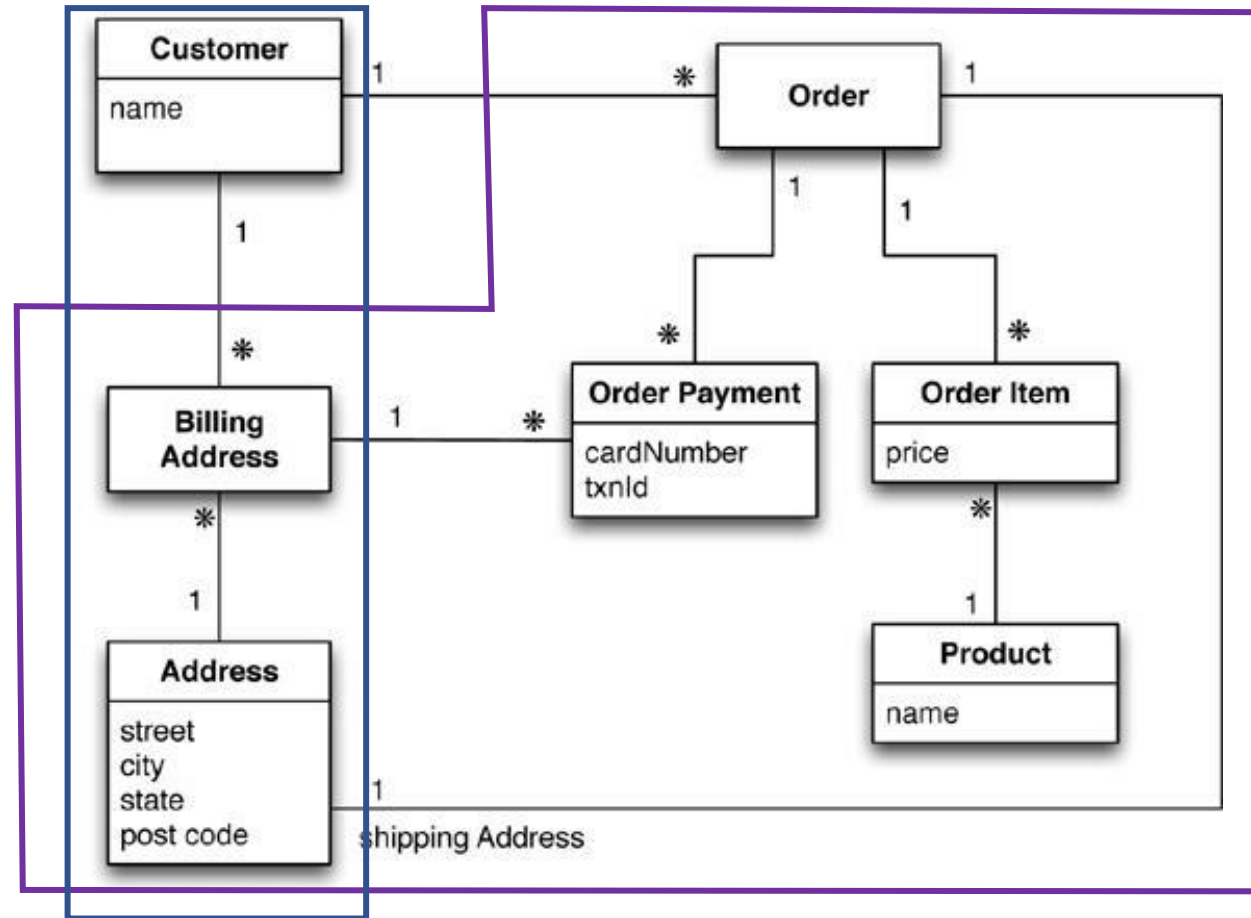 Customer
name
1
*
Order
1
1
1
1
*
Billing
Address
1
*
*
Order Payment
cardNumber
txnId
*
Order Item
price
*
1
Address
street
city
state
post code
*
1
Product
name
1
shipping Address